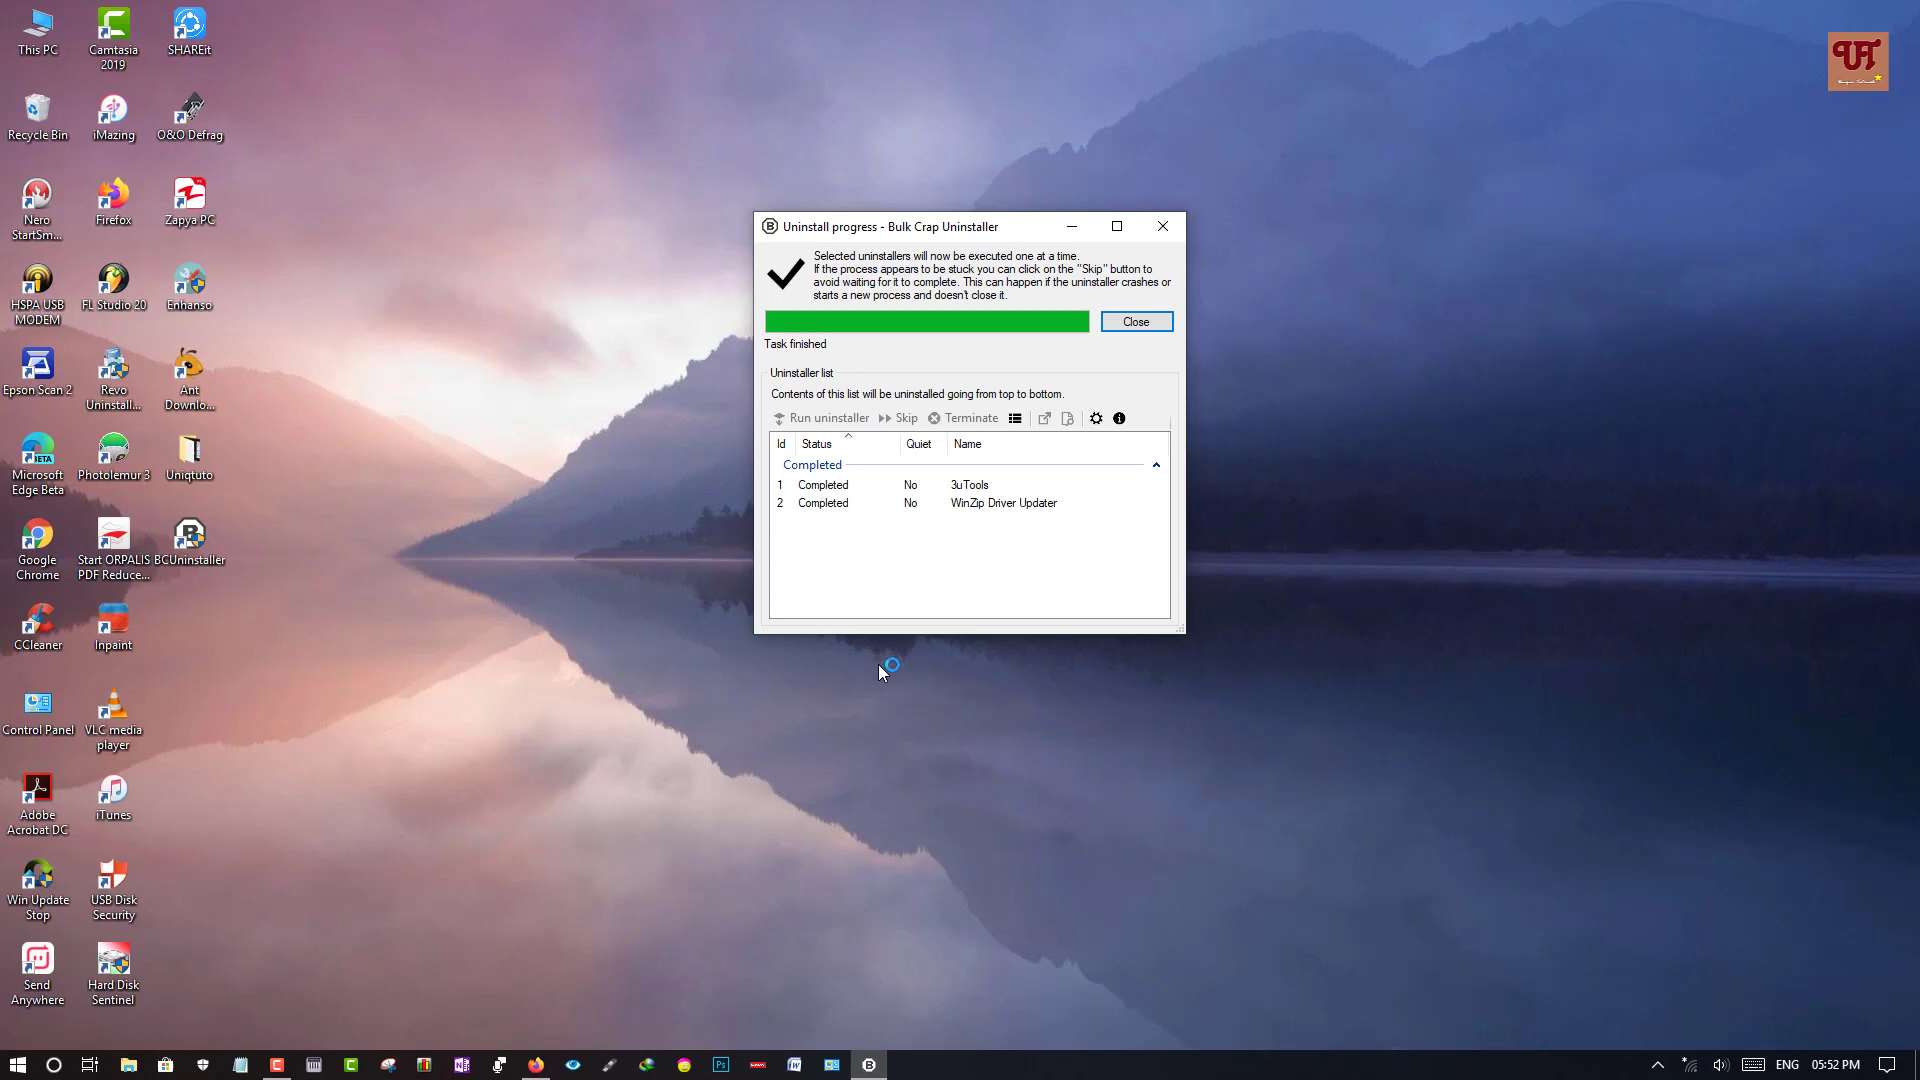 This PC
Camtasia
2019
SHAREit
Recycle Bin
iMazing
O&O Defrag
Nero
StartSm...
Firefox
Zapya PC
HSPA USB
MODEM
FL Studio 20
Enhanso
Epson Scan 2
Revo
Uninstall...
Ant
Downlo...
Microsoft
Edge Beta
Photolemur 3
Uniqtuto
Google
Chrome
Start ORPALIS
PDF Reduce...
BCUninstaller
CCleaner
Inpaint
Control Panel
VLC media
player
Adobe
Acrobat DC
iTunes
Win Update
Stop
USB Disk
Security
Send
Anywhere
Hard Disk
Sentinel
Uninstall progress - Bulk Crap Uninstaller
Selected uninstallers will now be executed one at a time.
If the process appears to be stuck you can click on the "Skip" button to
avoid waiting for it to complete. This can happen if the uninstaller crashes or
starts a new process and doesn't close it.
Close
Task finished
Uninstaller list
Contents of this list will be uninstalled going from top to bottom.
Run uninstaller Skip Terminate
Id Status Quiet Name
Completed
1 Completed No 3uTools
2 Completed No WinZip Driver Updater
ENG 05:52 PM